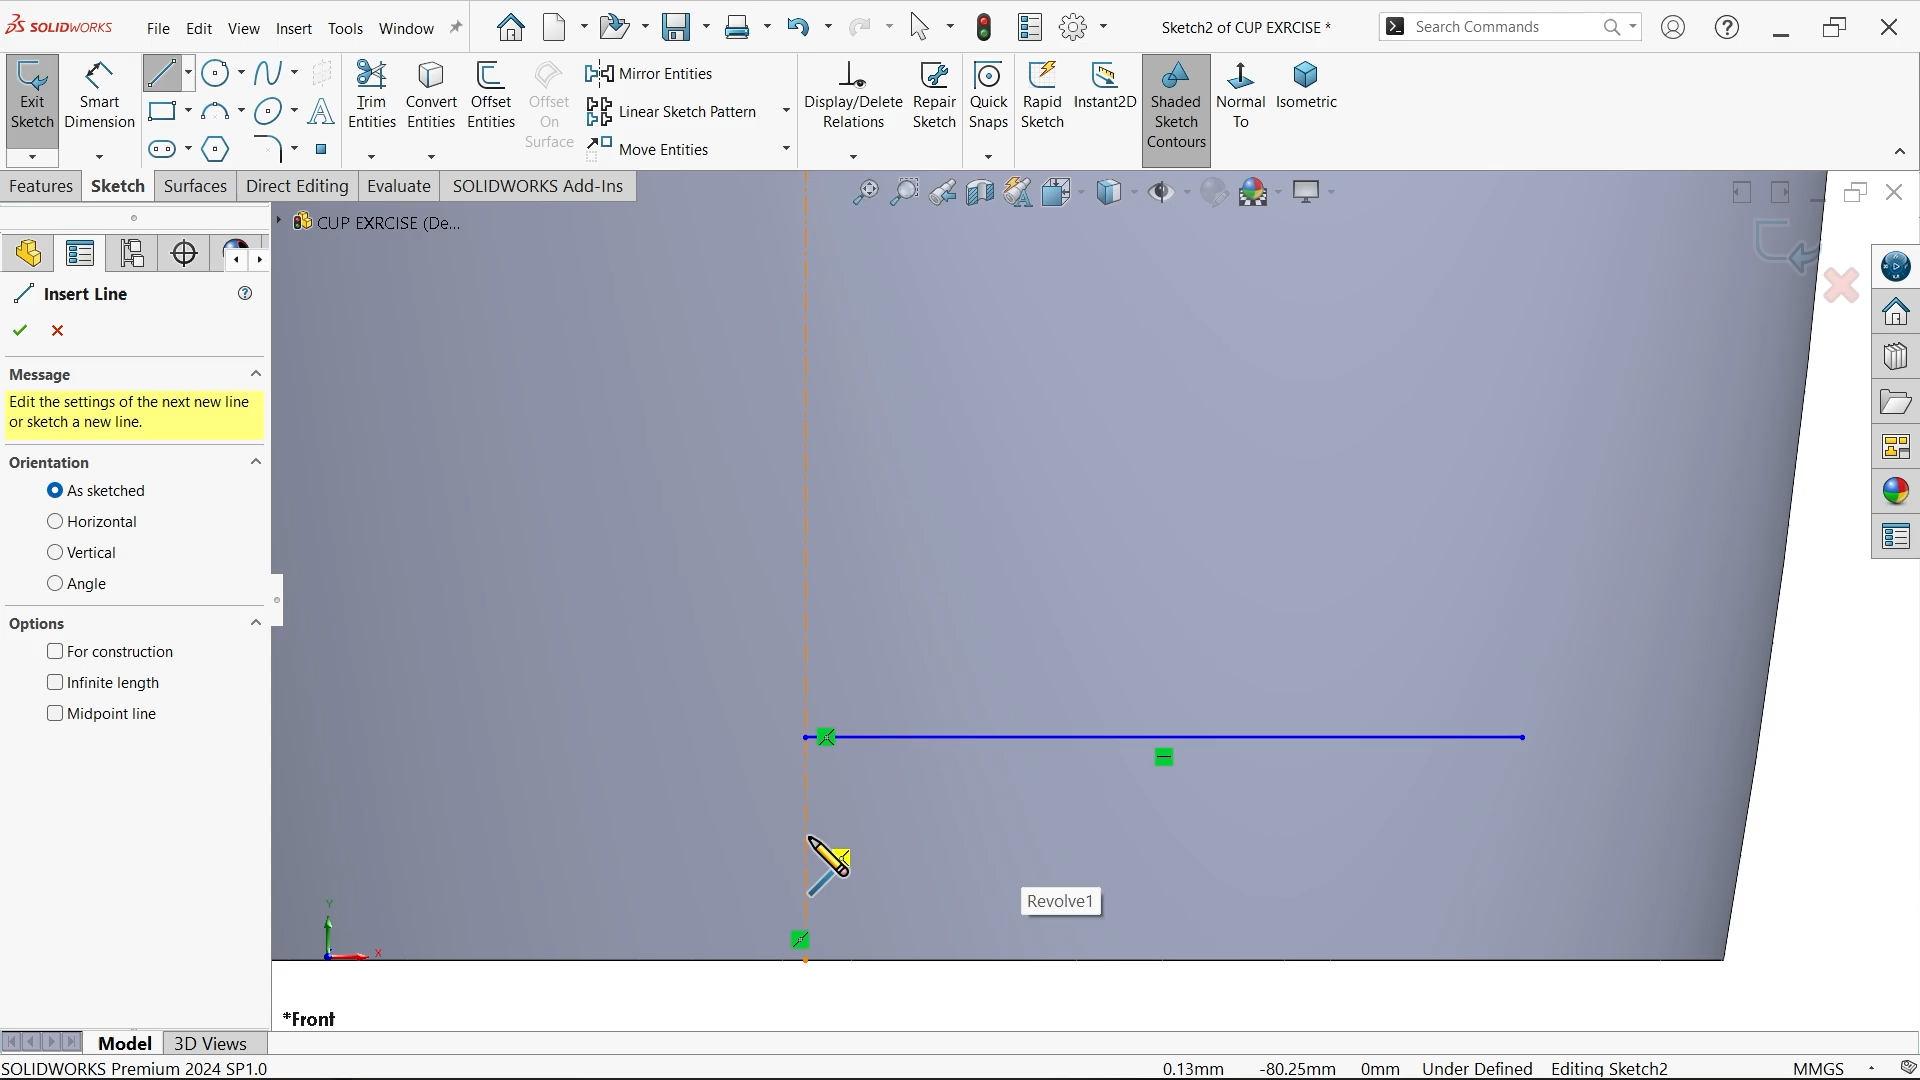 SOLIDWORKS
File
Edit
View
Insert
Tools
Window
Sketch2 of CUP EXRCISE *
Search Commands
Exit Sketch
Smart Dimension
Trim Entities
Convert Entities
Offset Entities
Offset On Surface
Mirror Entities
Linear Sketch Pattern
Move Entities
Display/Delete Relations
Repair Sketch
Quick Snaps
Rapid Sketch
Instant2D
Shaded Sketch Contours
Normal To
Isometric
Features
Sketch
Surfaces
Direct Editing
Evaluate
SOLIDWORKS Add-Ins
CUP EXRCISE (De...
Insert Line
Message
Edit the settings of the next new line
or sketch a new line.
Orientation
As sketched
Horizontal
Vertical
Angle
Options
For construction
Infinite length
Midpoint line
Revolve1
Y
X
*Front
Model
3D Views
SOLIDWORKS Premium 2024 SP1.0
0.13mm
-80.25mm
0mm
Under Defined
Editing Sketch2
MMGS